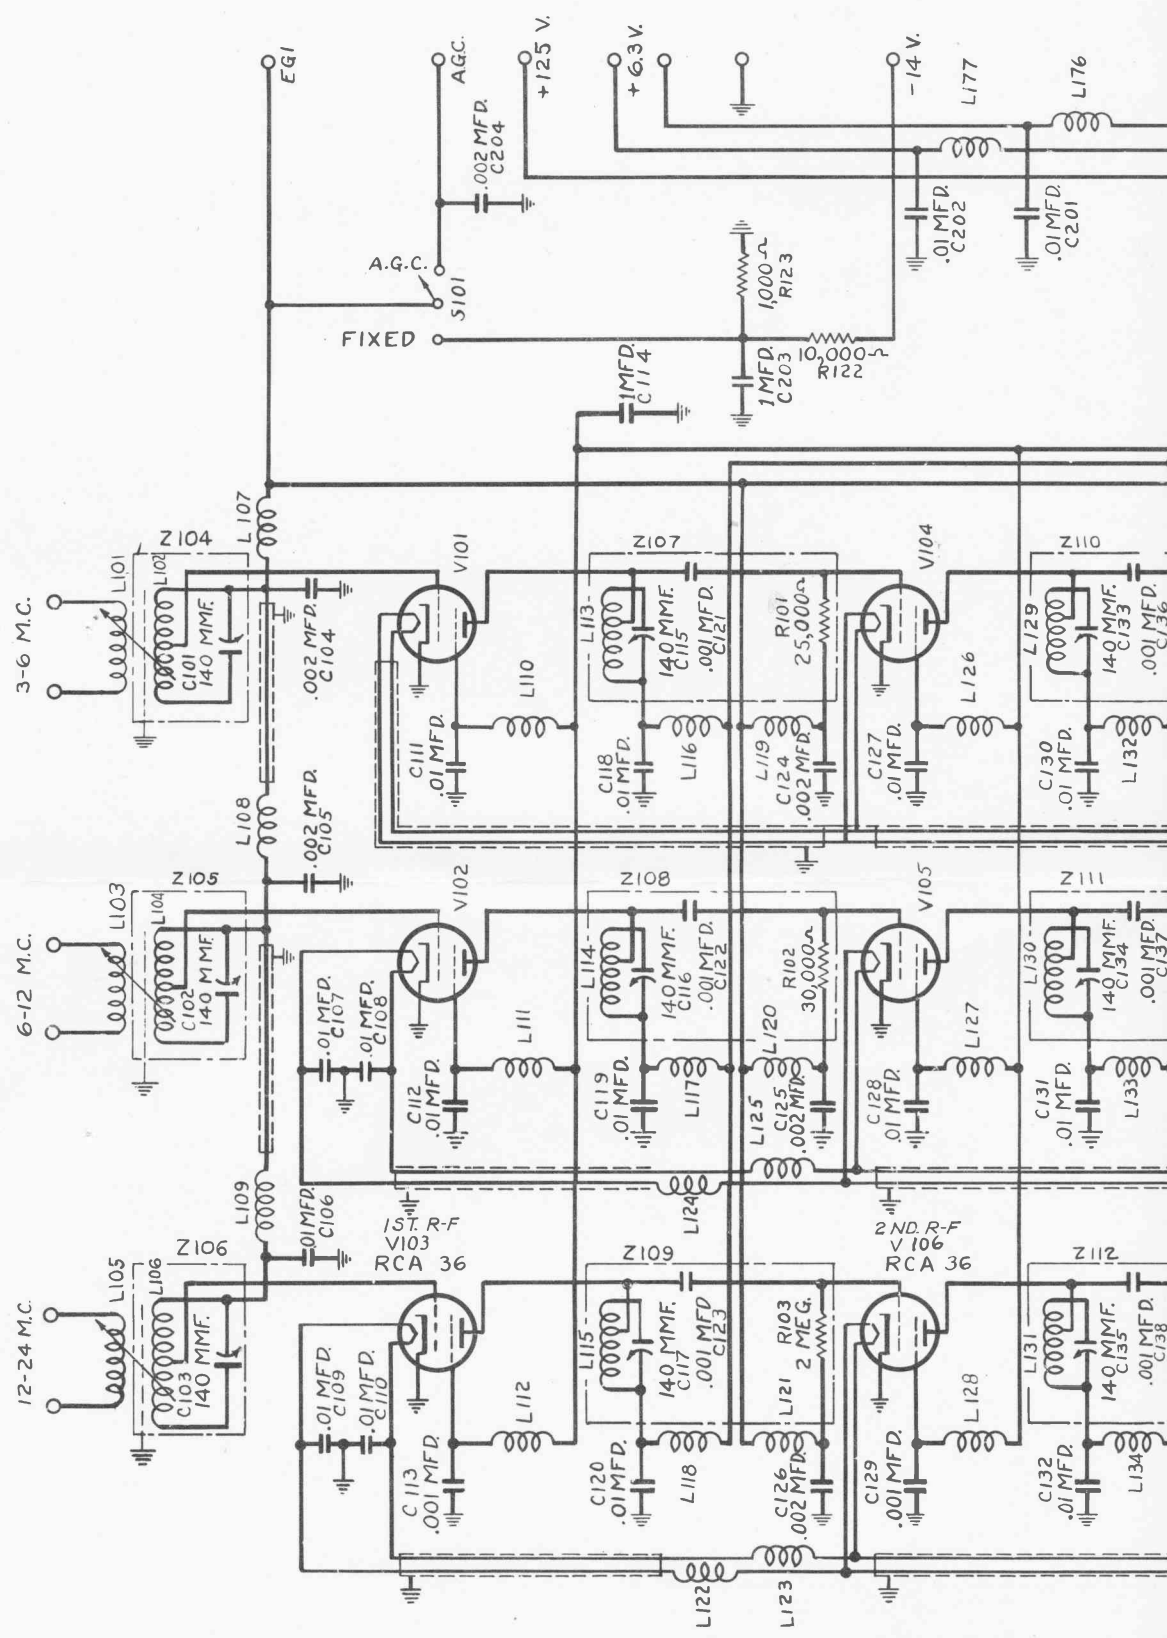 EG1
A.G.C.
+125 V.
+6.3 V.
-14 V.
L177
L176
.002 MFD.
C204
.01 MFD.
C202
.01 MFD.
C201
A.G.C.
S101
FIXED
1,000 Ω
R123
10,000 Ω
R122
1 MFD.
C203
1 MFD.
C114
3-6 M.C.
L101
Z104
L102
C101
140 MMF.
L107
.002 MFD.
C104
V101
L110
C111
.01 MFD.
Z107
L113
140 MMF.
C115
.001 MFD.
C121
R101
25,000 Ω
C118
.01 MFD.
L116
L119
C124
.002 MFD.
V104
L126
C127
.01 MFD.
Z110
L129
140 MMF.
C133
.001 MFD.
C136
C130
.01 MFD.
L132
L108
.002 MFD.
C105
6-12 M.C.
L103
Z105
L104
C102
140 MMF.
V102
.01 MFD.
C107
.01 MFD.
C108
L111
C112
.01 MFD.
Z108
L114
140 MMF.
C116
.001 MFD.
C122
R102
30,000 Ω
C119
.01 MFD.
L117
L120
L125
C125
.002 MFD.
V105
L127
C128
.01 MFD.
Z111
L130
140 MMF.
C134
.001 MFD.
C137
C131
.01 MFD.
L133
L124
L109
.01 MFD.
C106
12-24 M.C.
L105
Z106
L106
C103
140 MMF.
1ST. R-F
V103
RCA 36
.01 MFD.
C109
.01 MFD.
C110
L112
C113
.001 MFD.
Z109
L115
140 MMF.
C117
.001 MFD
C123
R103
2 MEG.
C120
.01 MFD.
L118
L121
C126
.002 MFD.
2 ND. R-F
V 106
RCA 36
L128
C129
.001 MFD.
Z112
L131
140 MMF.
C135
.001 MFD.
C138
C132
.01 MFD.
L134
L122
L123